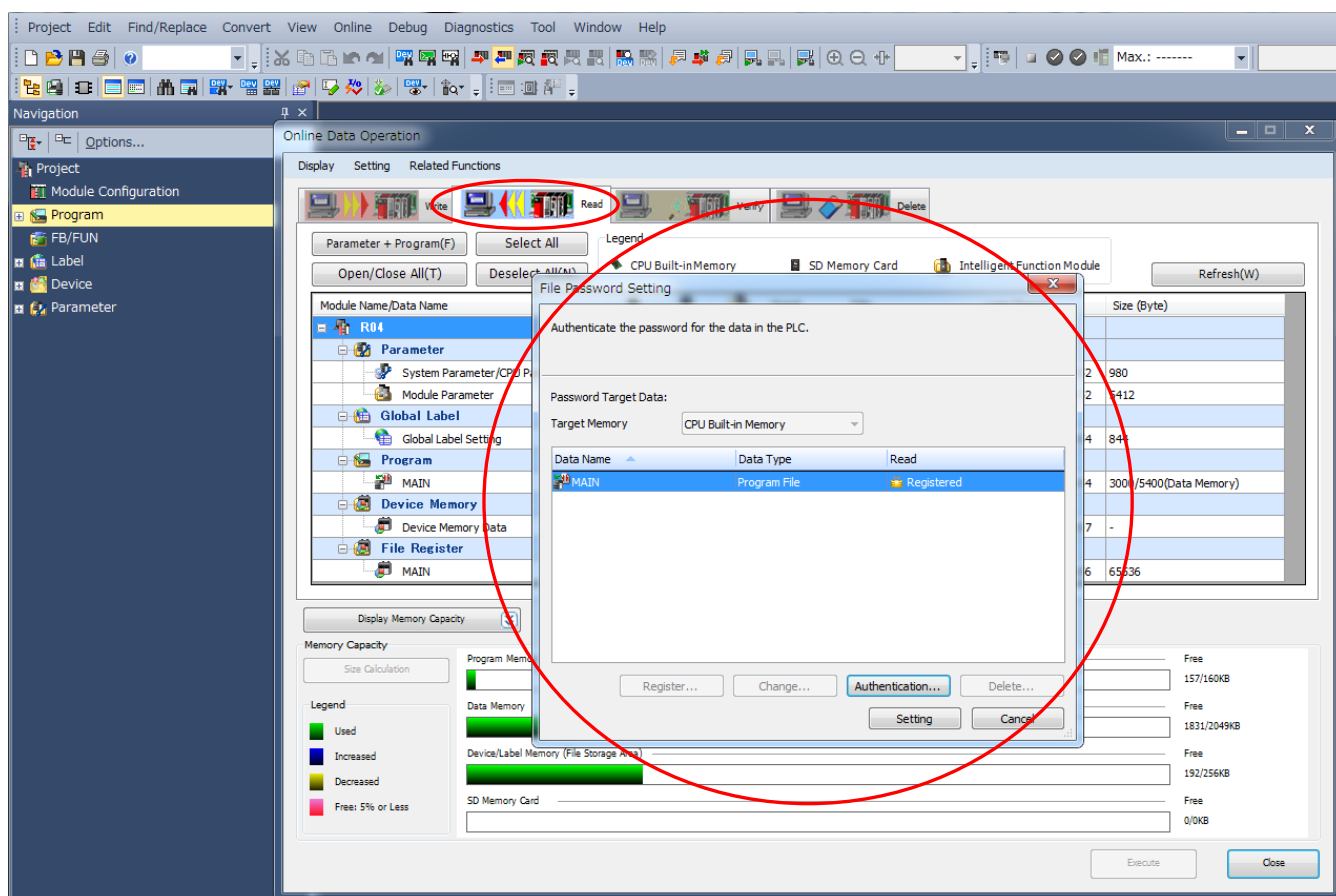 Project Edit Find/Replace Convert View Online Debug Diagnostics Tool Window Help
Max.: -------
Navigation
Options...
Project
Module Configuration
Program
FB/FUN
Label
Device
Parameter
Online Data Operation
Display Setting Related Functions
Write Read Verify Delete
Parameter + Program(F) Select All
Open/Close All(T) Deselect All(N)
Legend
CPU Built-in Memory SD Memory Card Intelligent Function Module
Refresh(W)
Module Name/Data Name Size (Byte)
R04
Parameter
System Parameter/CPU Pa 2 980
Module Parameter 2 5412
Global Label
Global Label Setting 4 844
Program
MAIN 4 3000/5400(Data Memory)
Device Memory
Device Memory Data 7 -
File Register
MAIN 6 65536
File Password Setting
Authenticate the password for the data in the PLC.
Password Target Data:
Target Memory CPU Built-in Memory
Data Name Data Type Read
MAIN Program File Registered
Register... Change... Authentication... Delete...
Setting Cancel
Display Memory Capacity
Memory Capacity
Size Calculation
Legend
Used
Increased
Decreased
Free: 5% or Less
Program Memo Free
157/160KB
Data Memory Free
1831/2049KB
Device/Label Memory (File Storage Area) Free
192/256KB
SD Memory Card Free
0/0KB
Execute Close